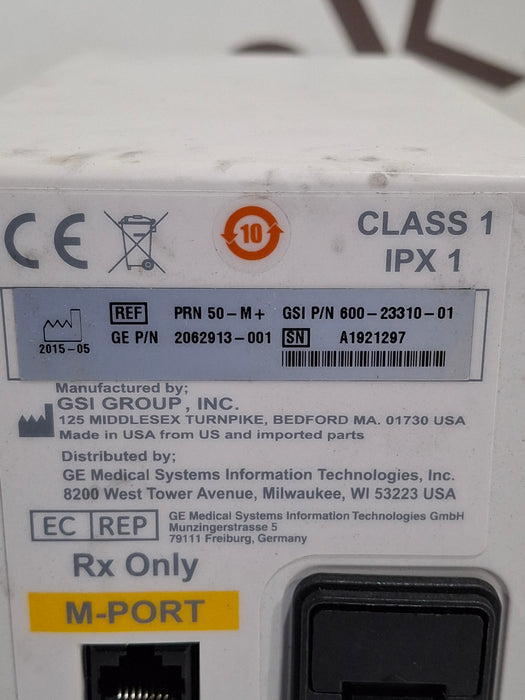 CE
10
CLASS 1
IPX 1
REF PRN 50-M+ GSI P/N 600-23310-01
2015-05 GE P/N 2062913-001 SN A1921297
Manufactured by;
GSI GROUP, INC.
125 MIDDLESEX TURNPIKE, BEDFORD MA. 01730 USA
Made in USA from US and imported parts
Distributed by;
GE Medical Systems Information Technologies, Inc.
8200 West Tower Avenue, Milwaukee, WI 53223 USA
EC REP
GE Medical Systems Information Technologies GmbH
Munzingerstrasse 5
79111 Freiburg, Germany
Rx Only
M-PORT